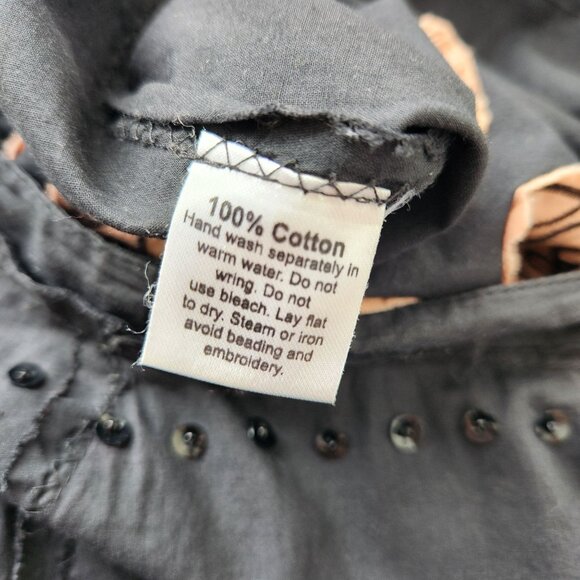 100% Cotton
Hand wash separately in
warm water. Do not
wring. Do not
use bleach. Lay flat
to dry. Steam or iron
avoid beading and
embroidery.